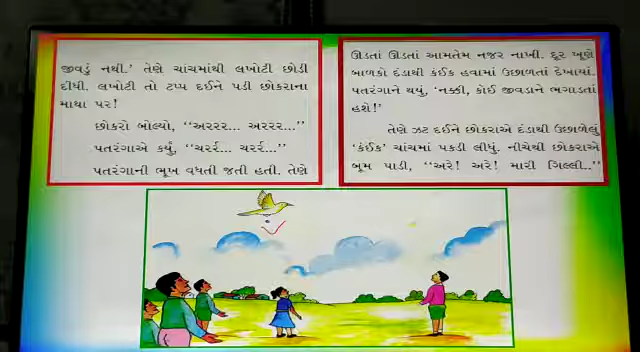 જીવડું નથી.' તેણે ચાંચમાંથી લખોટી છોડી
દીધી. લખોટી તો ટપ્પ દઈને પડી છોકરાના
માથા પર!
છોકરો બોલ્યો, “અરરર... અરરર...”
પતરંગાએ કર્યું, “ચરર્ર... ચરર્ર...”
પતરંગાની ભૂખ વધતી જતી હતી. તેણે
ઊડતાં ઊડતાં આમતેમ નજર નાખી. દૂર ખૂણે
બાળકો દંડાથી કંઈક હવામાં ઉછાળતાં દેખાયાં.
પતરંગાને થયું, ‘નક્કી, કોઈ જીવડાને ભગાડતાં
હશે!'
તેણે ઝટ દઈને છોકરાએ દંડાથી ઉછાળેલું
‘કંઈક' ચાંચમાં પકડી લીધું. નીચેથી છોકરાએ
બૂમ પાડી, “અરે! અરે! મારી ગિલ્લી..”